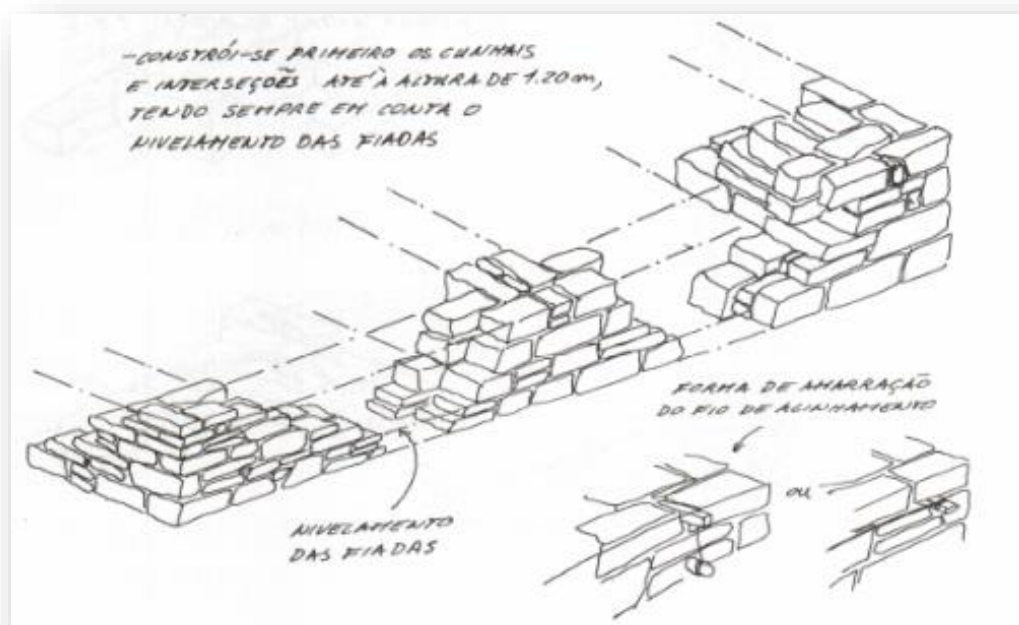 -CONSTRÓI-SE PRIMEIRO OS CUNHAIS
E INTERSEÇÕES ATÉ À ALTURA DE 1.20m,
TENDO SEMPRE EM CONTA O
NIVELAMENTO DAS FIADAS
FORMA DE AMARRAÇÃO
DO FIO DE ALINHAMENTO
ou
NIVELAMENTO
DAS FIADAS